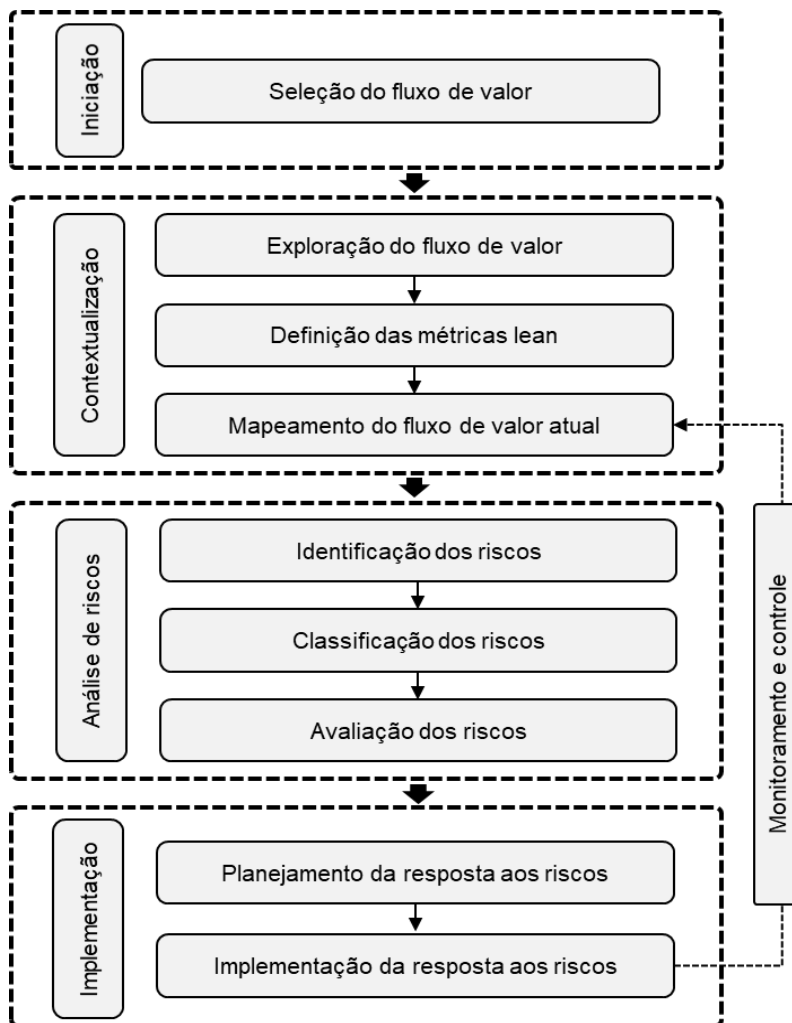 Iniciação
Seleção do fluxo de valor
Contextualização
Exploração do fluxo de valor
Definição das métricas lean
Mapeamento do fluxo de valor atual
Análise de riscos
Identificação dos riscos
Classificação dos riscos
Avaliação dos riscos
Monitoramento e controle
Implementação
Planejamento da resposta aos riscos
Implementação da resposta aos riscos